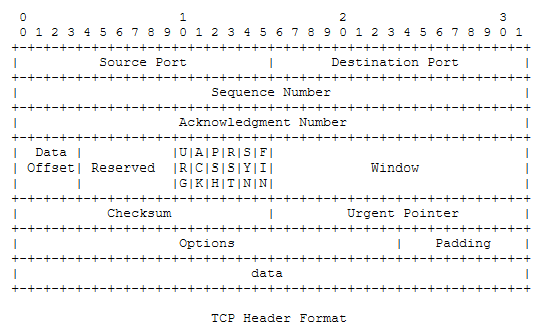 0                   1                   2                   3
0 1 2 3 4 5 6 7 8 9 0 1 2 3 4 5 6 7 8 9 0 1 2 3 4 5 6 7 8 9 0 1
+-+-+-+-+-+-+-+-+-+-+-+-+-+-+-+-+-+-+-+-+-+-+-+-+-+-+-+-+-+-+-+-+
|          Source Port          |       Destination Port        |
+-+-+-+-+-+-+-+-+-+-+-+-+-+-+-+-+-+-+-+-+-+-+-+-+-+-+-+-+-+-+-+-+
|                        Sequence Number                        |
+-+-+-+-+-+-+-+-+-+-+-+-+-+-+-+-+-+-+-+-+-+-+-+-+-+-+-+-+-+-+-+-+
|                    Acknowledgment Number                      |
+-+-+-+-+-+-+-+-+-+-+-+-+-+-+-+-+-+-+-+-+-+-+-+-+-+-+-+-+-+-+-+-+
|  Data |           |U|A|P|R|S|F|                               |
| Offset| Reserved  |R|C|S|S|Y|I|            Window             |
|       |           |G|K|H|T|N|N|                               |
+-+-+-+-+-+-+-+-+-+-+-+-+-+-+-+-+-+-+-+-+-+-+-+-+-+-+-+-+-+-+-+-+
|           Checksum            |         Urgent Pointer        |
+-+-+-+-+-+-+-+-+-+-+-+-+-+-+-+-+-+-+-+-+-+-+-+-+-+-+-+-+-+-+-+-+
|                    Options                    |    Padding    |
+-+-+-+-+-+-+-+-+-+-+-+-+-+-+-+-+-+-+-+-+-+-+-+-+-+-+-+-+-+-+-+-+
|                             data                              |
+-+-+-+-+-+-+-+-+-+-+-+-+-+-+-+-+-+-+-+-+-+-+-+-+-+-+-+-+-+-+-+-+
TCP Header Format